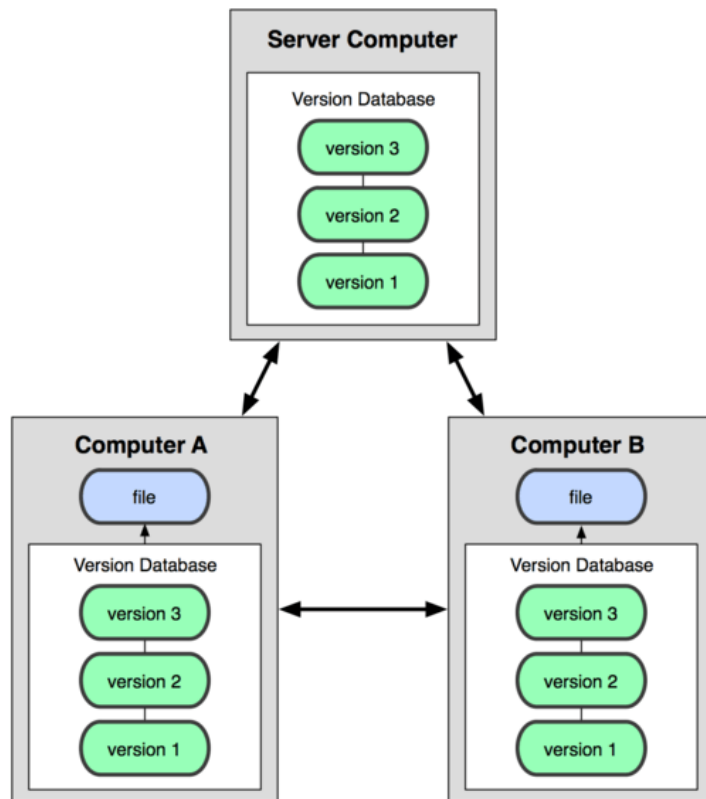 Server Computer
Version Database
version 3
version 2
version 1
Computer A
file
Version Database
version 3
version 2
version 1
Computer B
file
Version Database
version 3
version 2
version 1